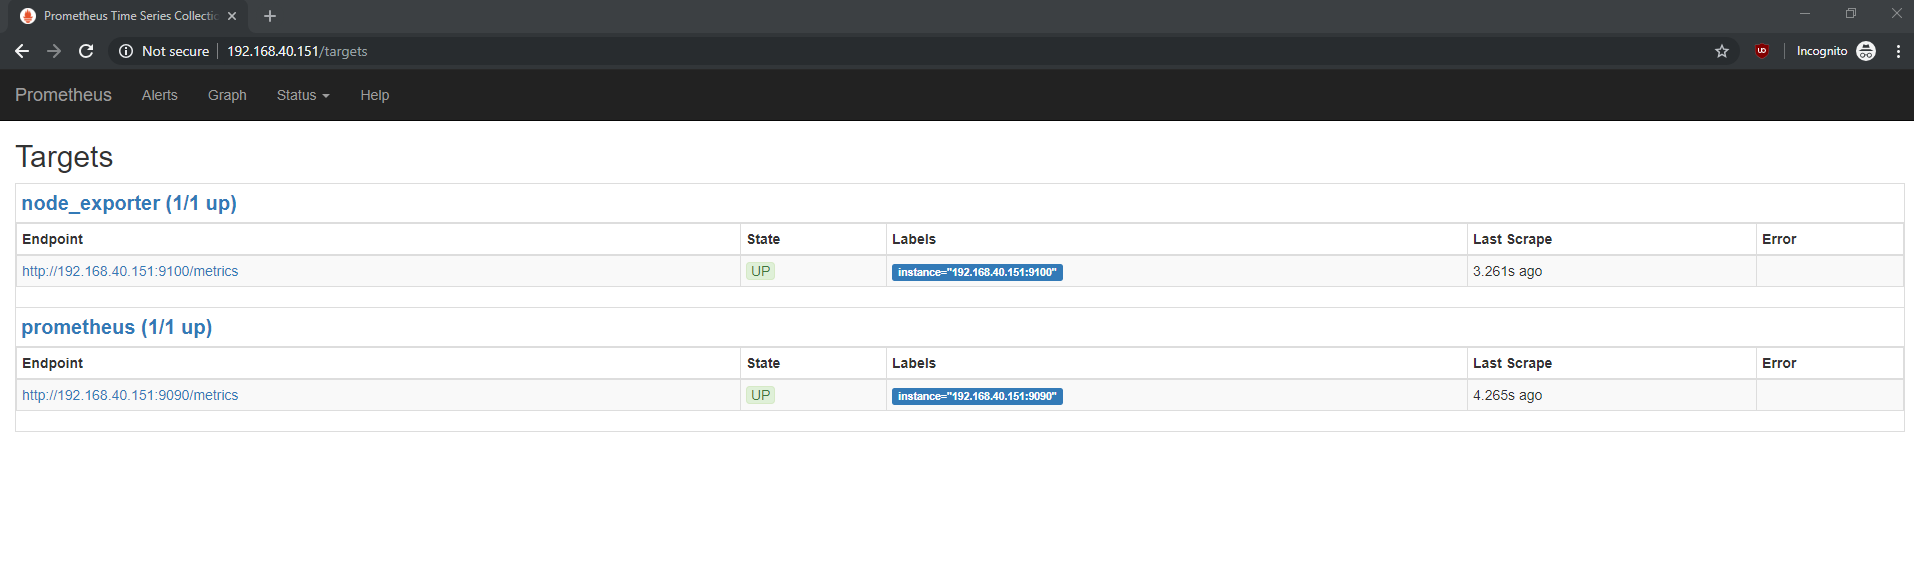 Prometheus Time Series Collectio
Not secure 192.168.40.151/targets Incognito
Prometheus Alerts Graph Status Help
Targets
node_exporter (1/1 up)
Endpoint State Labels Last Scrape Error
http://192.168.40.151:9100/metrics UP instance="192.168.40.151:9100" 3.261s ago
prometheus (1/1 up)
Endpoint State Labels Last Scrape Error
http://192.168.40.151:9090/metrics UP instance="192.168.40.151:9090" 4.265s ago